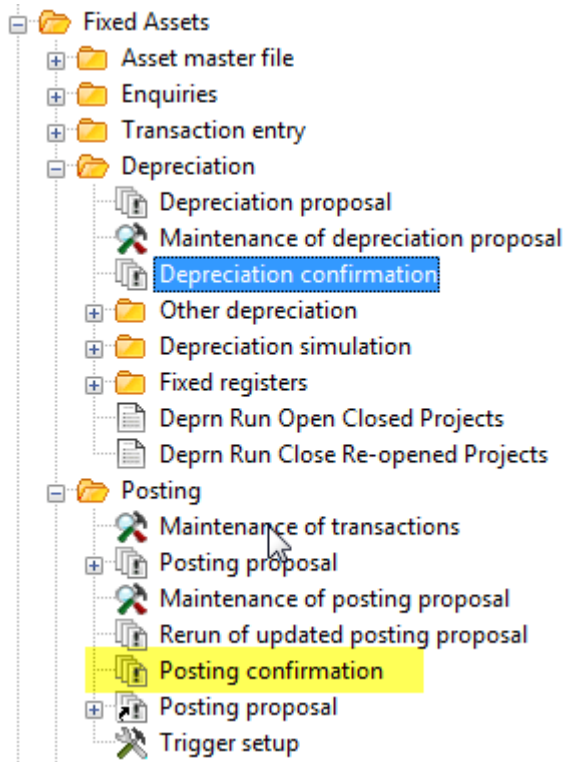 Fixed Assets
Asset master file
Enquiries
Transaction entry
Depreciation
Depreciation proposal
Maintenance of depreciation proposal
Depreciation confirmation
Other depreciation
Depreciation simulation
Fixed registers
Deprn Run Open Closed Projects
Deprn Run Close Re-opened Projects
Posting
Maintenance of transactions
Posting proposal
Maintenance of posting proposal
Rerun of updated posting proposal
Posting confirmation
Posting proposal
Trigger setup